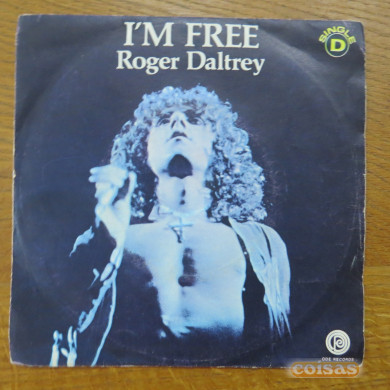 I'M FREE
Roger Daltrey
SINGLE
D
ODE RECORDS
coisas